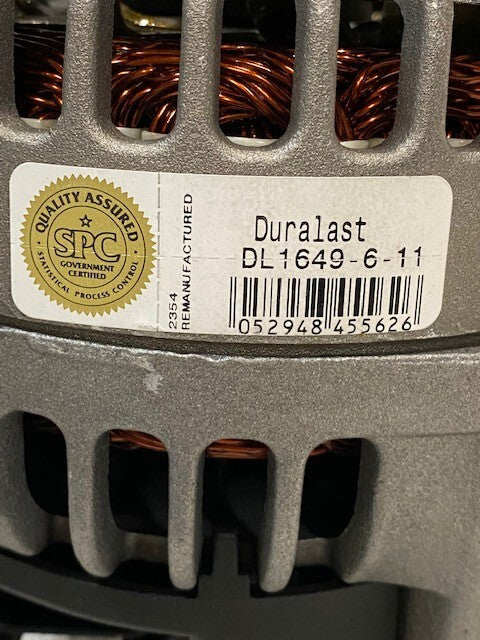 QUALITY ASSURED
SPC
GOVERNMENT
CERTIFIED
STATISTICAL PROCESS CONTROL
2354
REMANUFACTURED
Duralast
DL1649-6-11
052948 455626